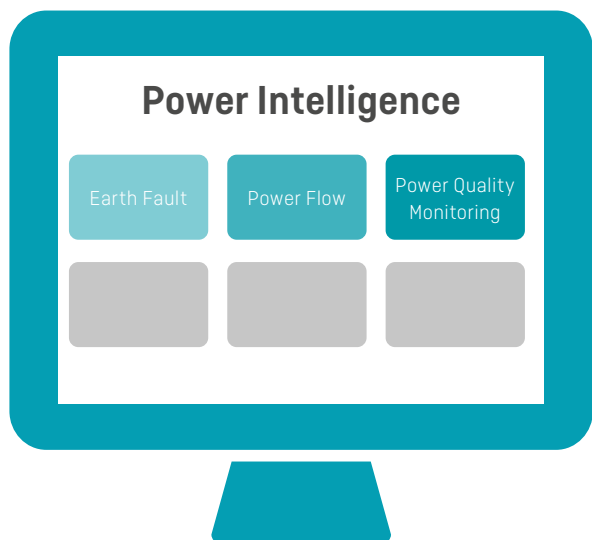 Power Intelligence
Earth Fault
Power Flow
Power Quality
Monitoring